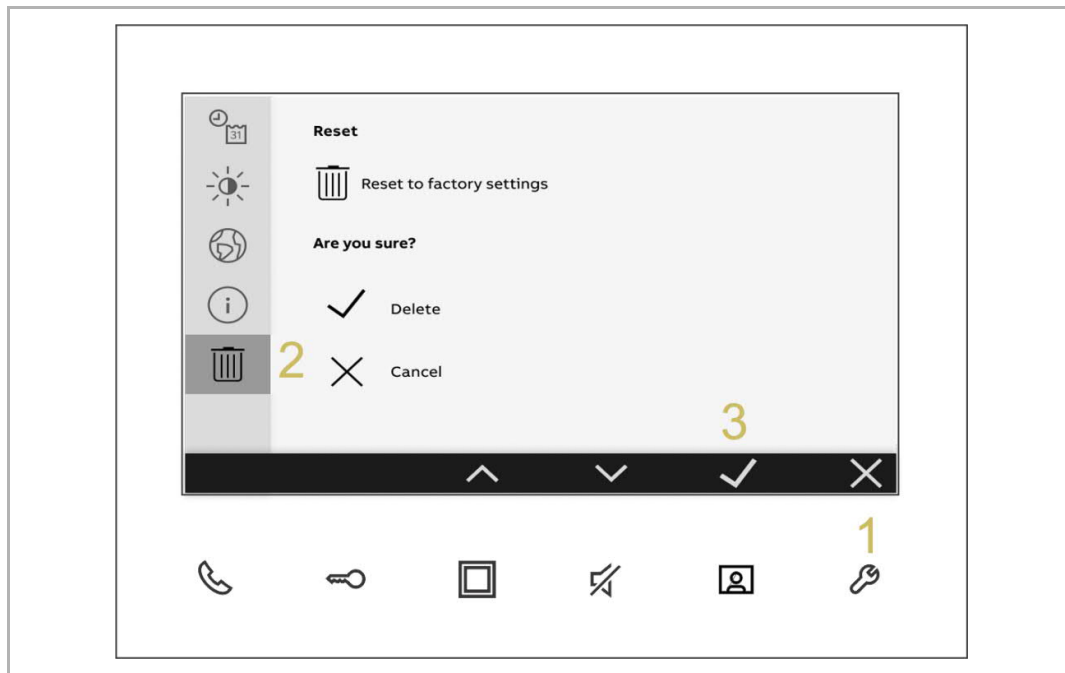 31
Reset
Reset to factory settings
Are you sure?
i
Delete
2
Cancel
3
1